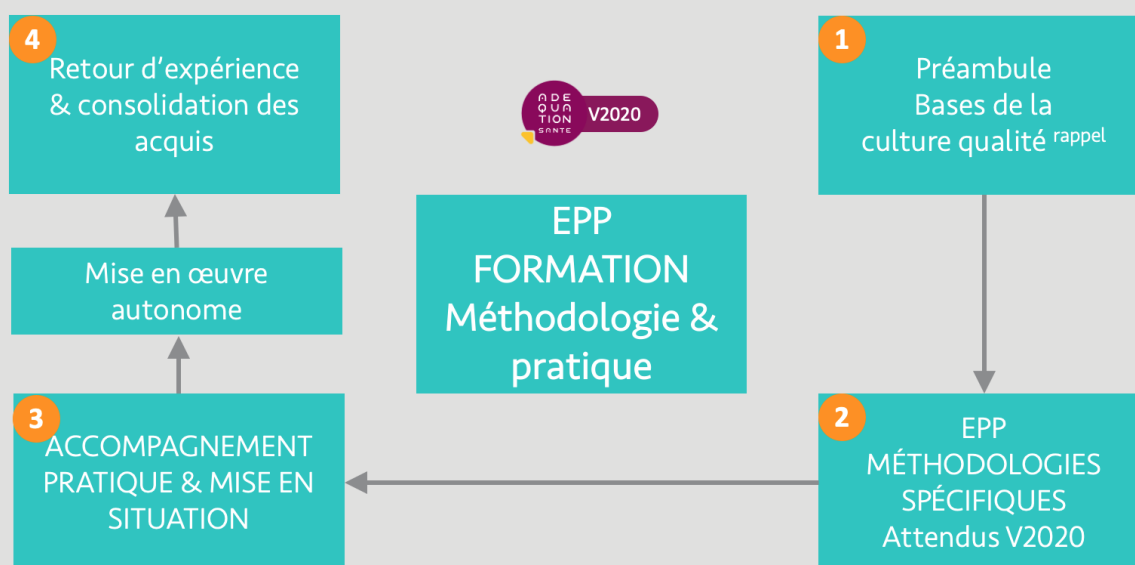 4
Retour d'expérience
& consolidation des
acquis
ADE
QUA
TION
SANTE
V2020
1
Préambule
Bases de la
culture qualité rappel
Mise en œuvre
autonome
EPP
FORMATION
Méthodologie &
pratique
3
ACCOMPAGNEMENT
PRATIQUE & MISE EN
SITUATION
2
EPP
MÉTHODOLOGIES
SPÉCIFIQUES
Attendus V2020